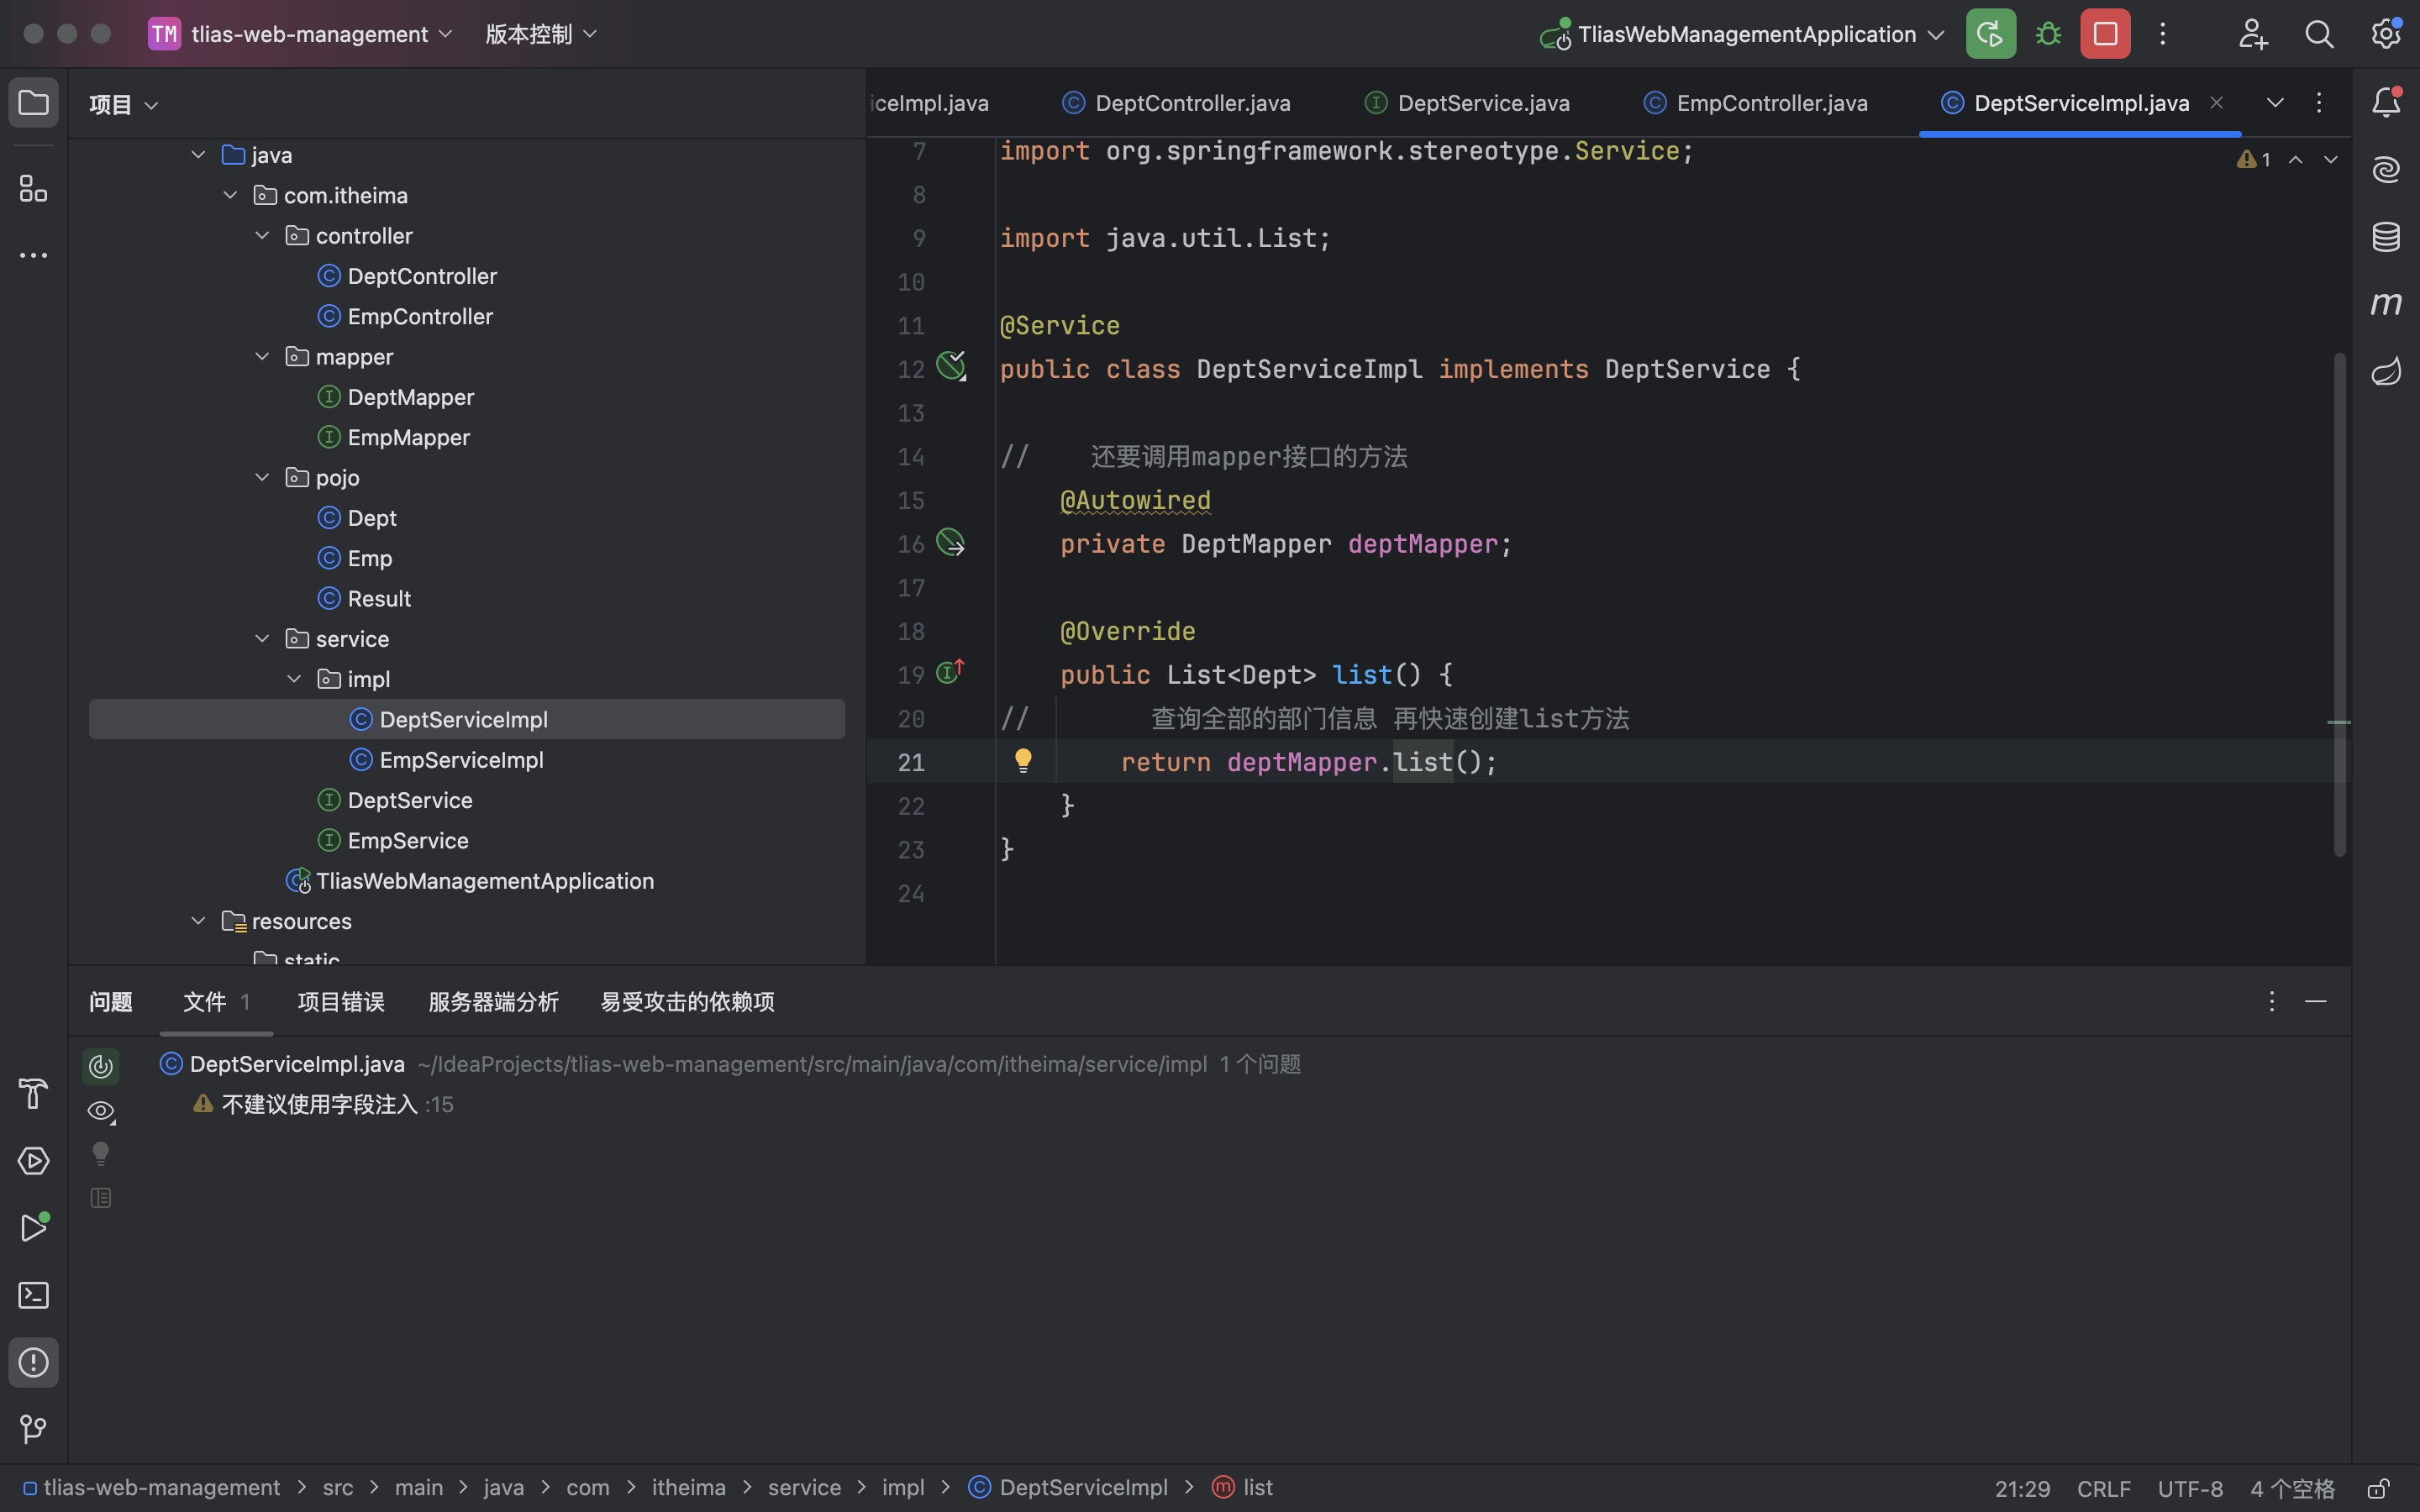 TM tlias-web-management 版本控制 TliasWebManagementApplication
项目
java
com.itheima
controller
DeptController
EmpController
mapper
DeptMapper
EmpMapper
pojo
Dept
Emp
Result
service
impl
DeptServiceImpl
EmpServiceImpl
DeptService
EmpService
TliasWebManagementApplication
resources
static
iceImpl.java DeptController.java DeptService.java EmpController.java DeptServiceImpl.java
1
7 import org.springframework.stereotype.Service;
8
9 import java.util.List;
10
11 @Service
12 public class DeptServiceImpl implements DeptService {
13
14 // 还要调用mapper接口的方法
15 @Autowired
16 private DeptMapper deptMapper;
17
18 @Override
19 public List<Dept> list() {
20 // 查询全部的部门信息 再快速创建list方法
21 return deptMapper.list();
22 }
23 }
24
问题 文件 1 项目错误 服务器端分析 易受攻击的依赖项
DeptServiceImpl.java ~/IdeaProjects/tlias-web-management/src/main/java/com/itheima/service/impl 1 个问题
不建议使用字段注入 :15
tlias-web-management > src > main > java > com > itheima > service > impl > DeptServiceImpl > list 21:29 CRLF UTF-8 4 个空格